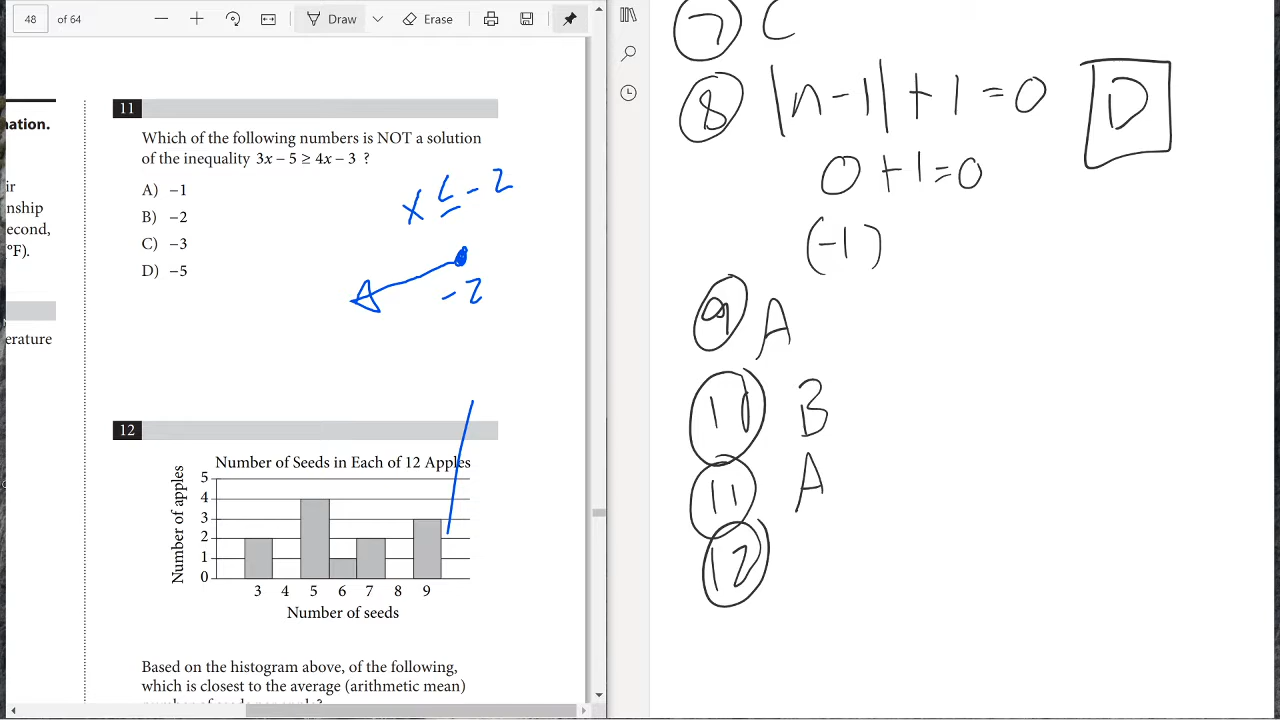 48 of 64
Draw
Erase
ation.
ir
nship
econd,
°F).
erature
11
Which of the following numbers is NOT a solution
of the inequality 3x − 5 ≥ 4x − 3 ?
A) −1
B) −2
C) −3
D) −5
x ≤ -2
-2
12
Number of Seeds in Each of 12 Apples
Number of apples
5
4
3
2
1
0
3 4 5 6 7 8 9
Number of seeds
Based on the histogram above, of the following,
which is closest to the average (arithmetic mean)
7 C
8 |n-1| + 1 = 0 D
0 + 1 = 0
(-1)
9 A
10 B
11 A
12